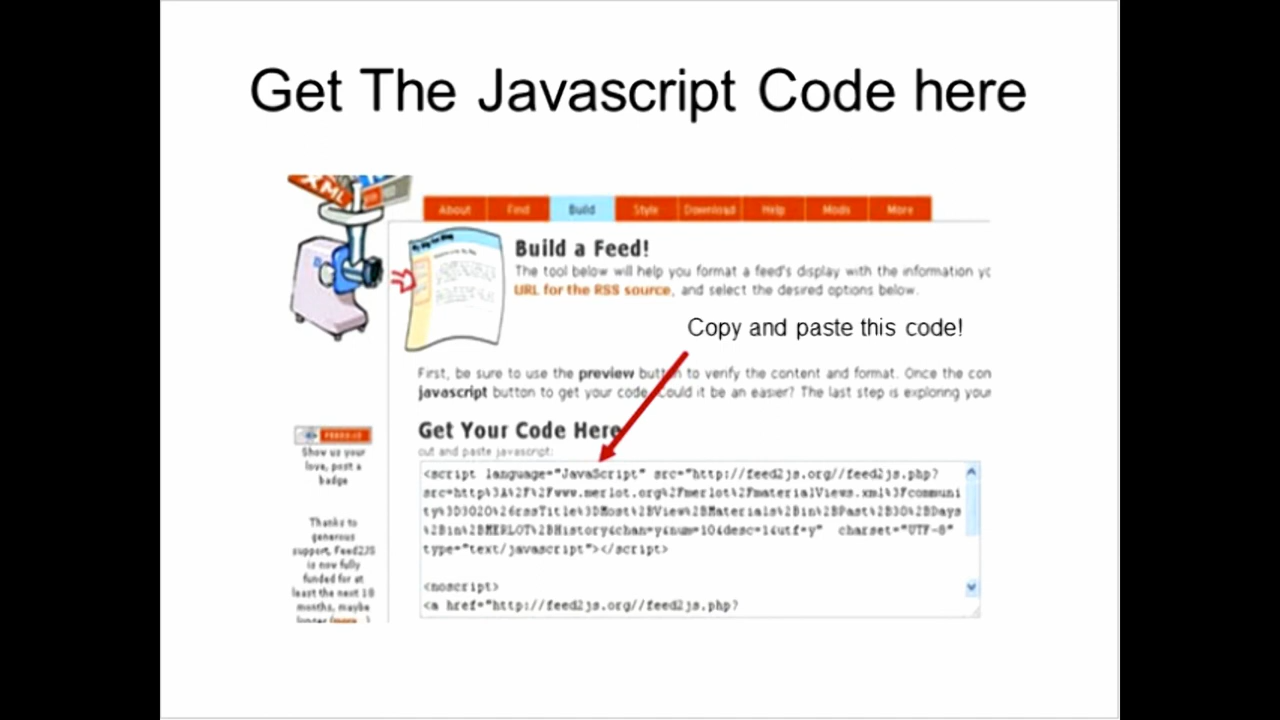 Get The Javascript Code here
XML
About Find Build Style Download Help Mods More
Build a Feed!
The tool below will help you format a feed's display with the information yo
URL for the RSS source, and select the desired options below.
Copy and paste this code!
First, be sure to use the preview button to verify the content and format. Once the con
javascript button to get your code. Could it be an easier? The last step is exploring your
Get Your Code Here
cut and paste javascript:
<script language="JavaScript" src="http://feed2js.org//feed2js.php?
src=http%3A%2F%2Fwww.merlot.org%2Fmerlot%2FmaterialViews.xml%3Fcommuni
ty%3D3020%26rssTitle%3DMost%2BView%2BMaterials%2Bin%2BPast%2B30%2BDays
%2Bin%2BMERLOT%2BHistory&chan=y&num=10&desc=1&utf=y" charset="UTF-8"
type="text/javascript"></script>
<noscript>
<a href="http://feed2js.org//feed2js.php?
Show us your
love, post a
badge
Thanks to
generous
support, Feed2JS
is now fully
funded for at
least the next 10
months, maybe
longer (more...)